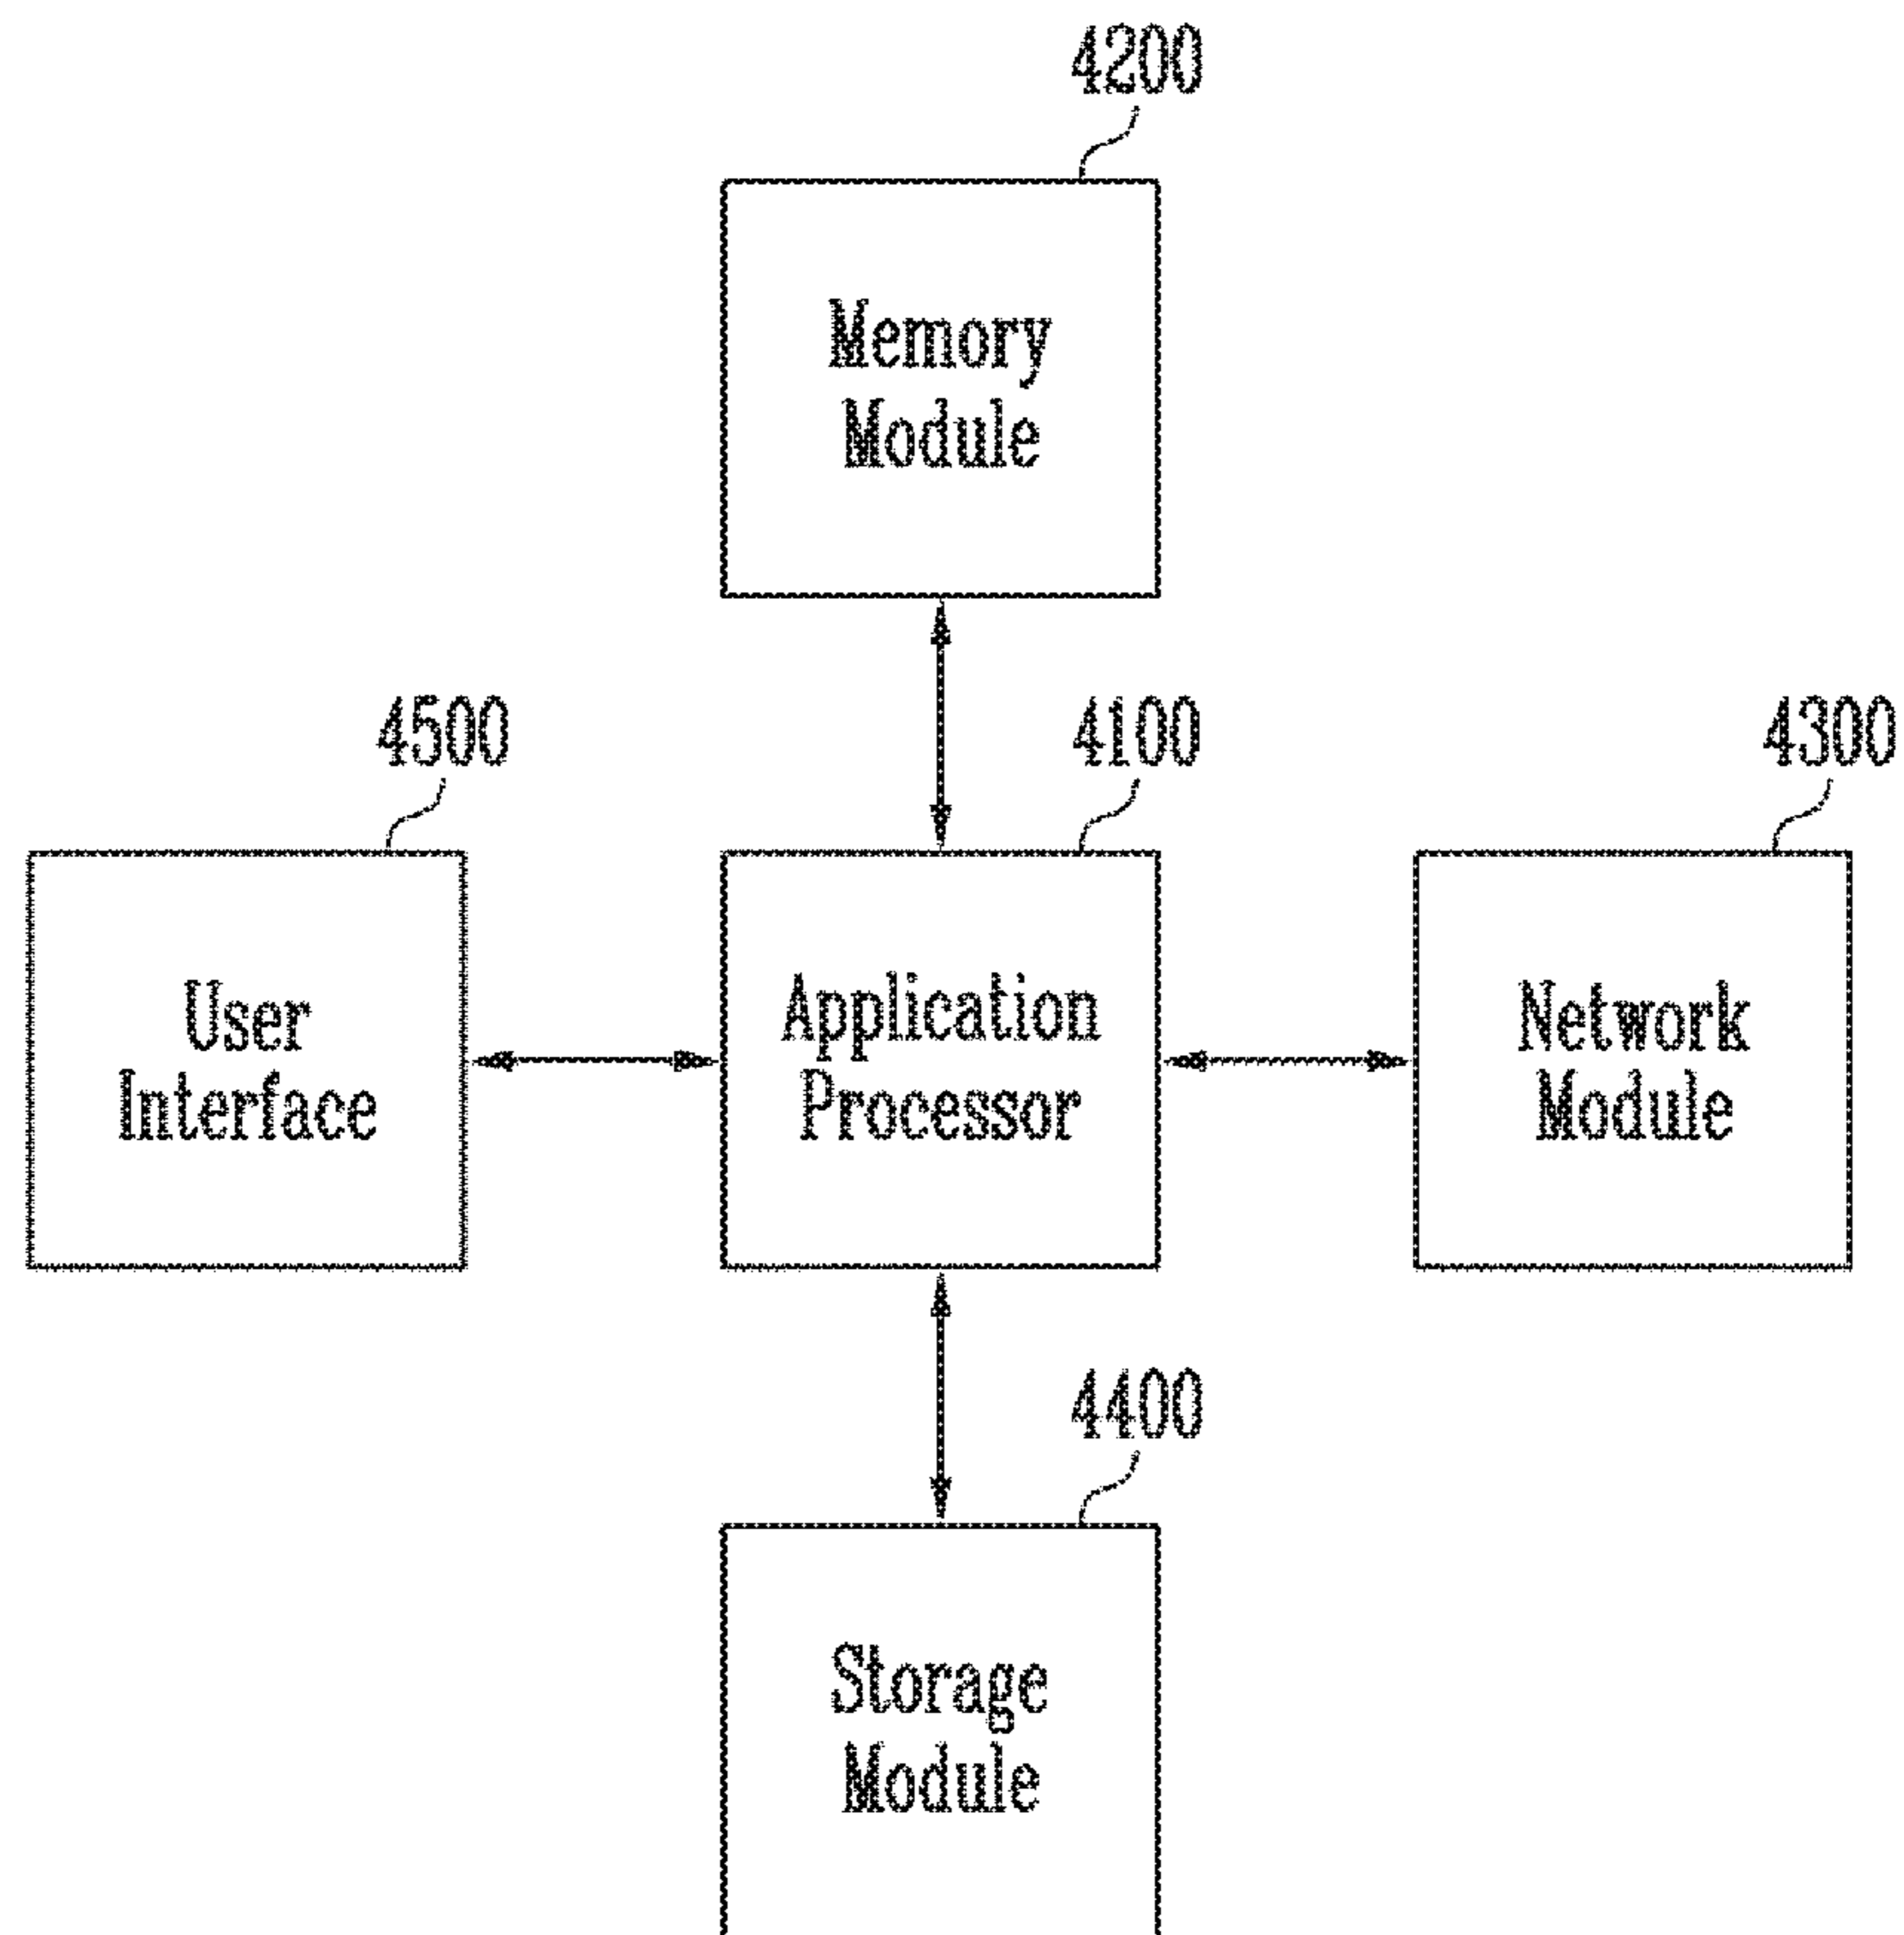 4200
Memory
Module
4500
4100
4300
User
Interface
Application
Processor
Network
Module
4400
Storage
Module